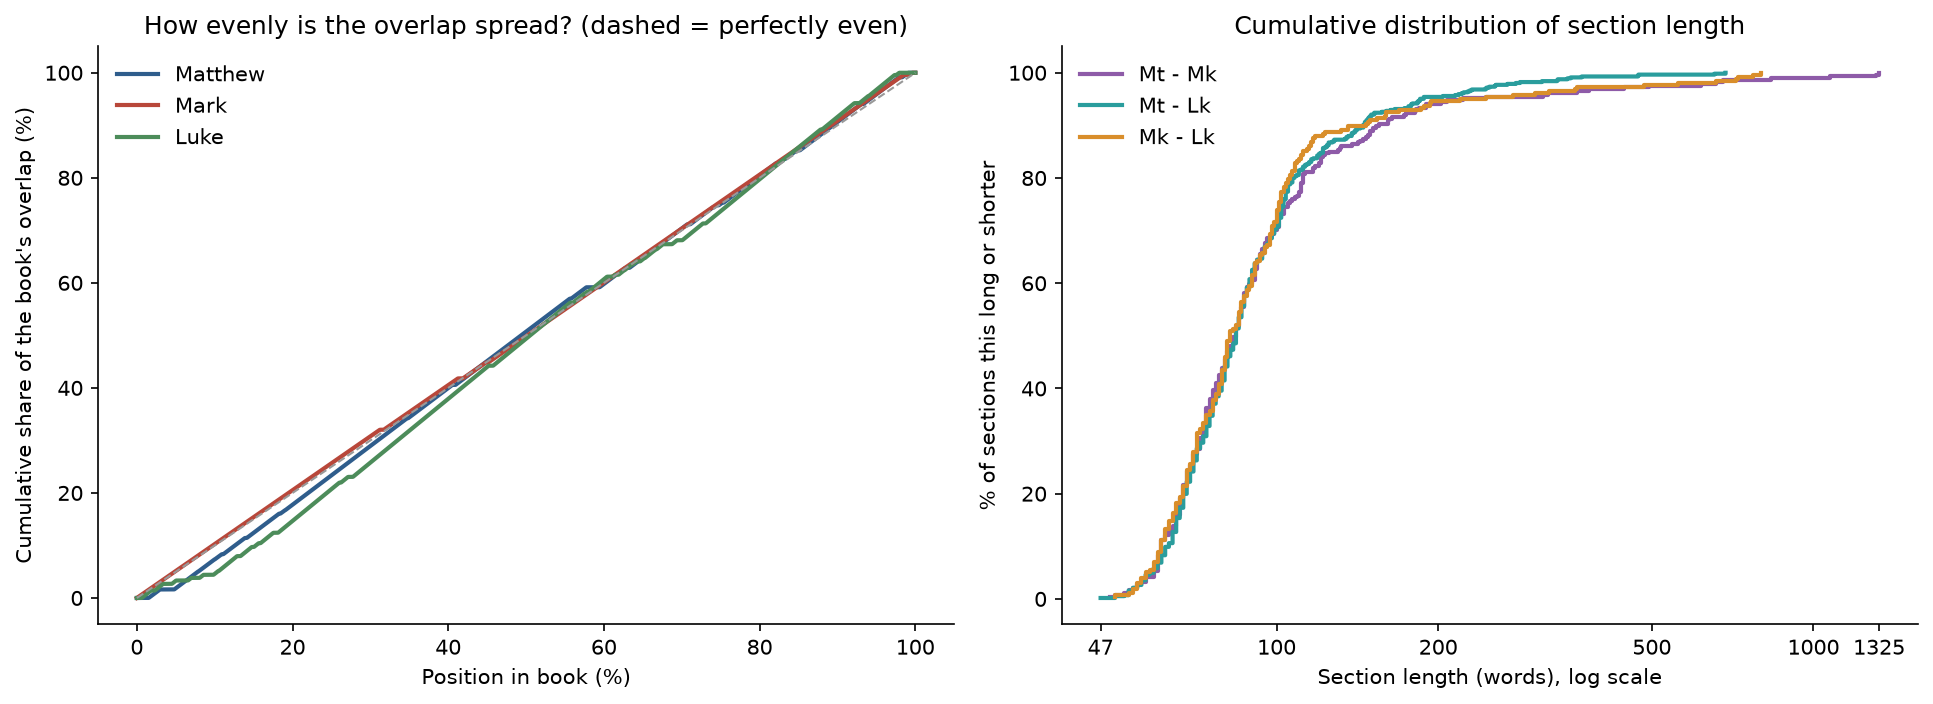 How evenly is the overlap spread? (dashed = perfectly even)
Matthew
Mark
Luke
Cumulative share of the book's overlap (%)
100
80
60
40
20
0
0 20 40 60 80 100
Position in book (%)
Cumulative distribution of section length
Mt - Mk
Mt - Lk
Mk - Lk
% of sections this long or shorter
100
80
60
40
20
0
47 100 200 500 1000 1325
Section length (words), log scale